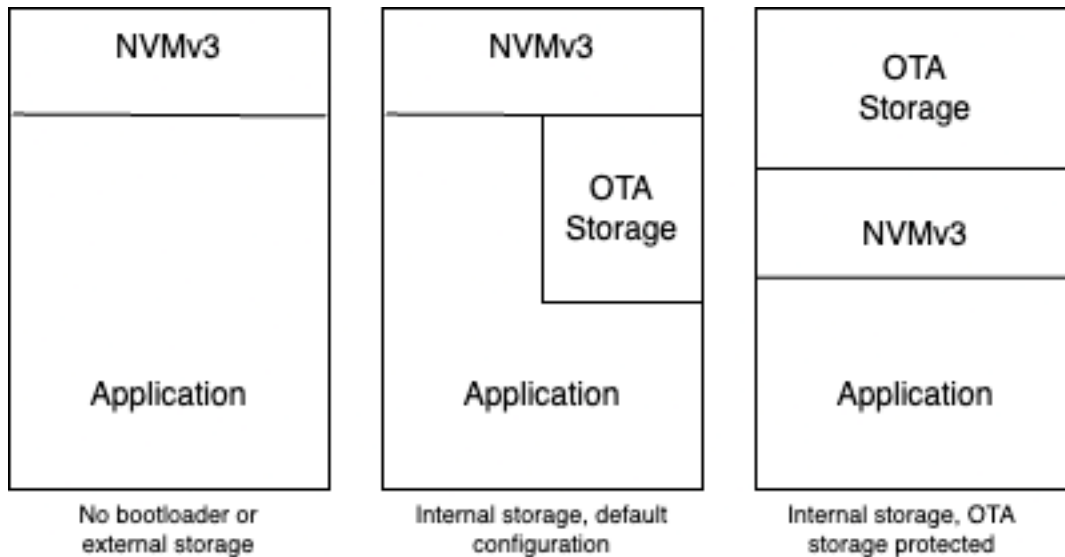 NVMv3
Application
No bootloader or
external storage
NVMv3
OTA
Storage
Application
Internal storage, default
configuration
OTA
Storage
NVMv3
Application
Internal storage, OTA
storage protected